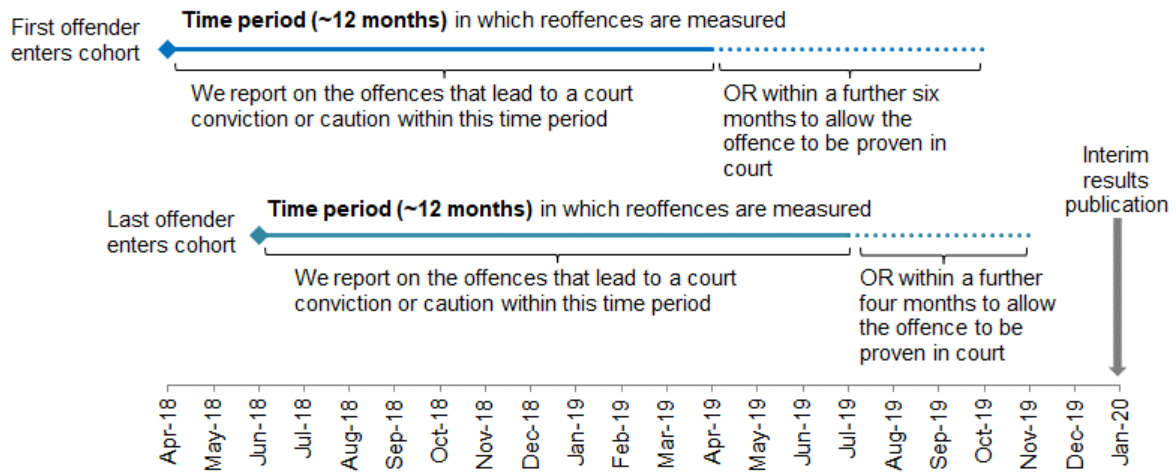 First offender
enters cohort
Time period (~12 months) in which reoffences are measured
We report on the offences that lead to a court
conviction or caution within this time period
OR within a further six
months to allow the
offence to be proven in
court
Interim
results
publication
Last offender
enters cohort
Time period (~12 months) in which reoffences are measured
We report on the offences that lead to a court
conviction or caution within this time period
OR within a further
four months to allow
the offence to be
proven in court
Apr-18
May-18
Jun-18
Jul-18
Aug-18
Sep-18
Oct-18
Nov-18
Dec-18
Jan-19
Feb-19
Mar-19
Apr-19
May-19
Jun-19
Jul-19
Aug-19
Sep-19
Oct-19
Nov-19
Dec-19
Jan-20